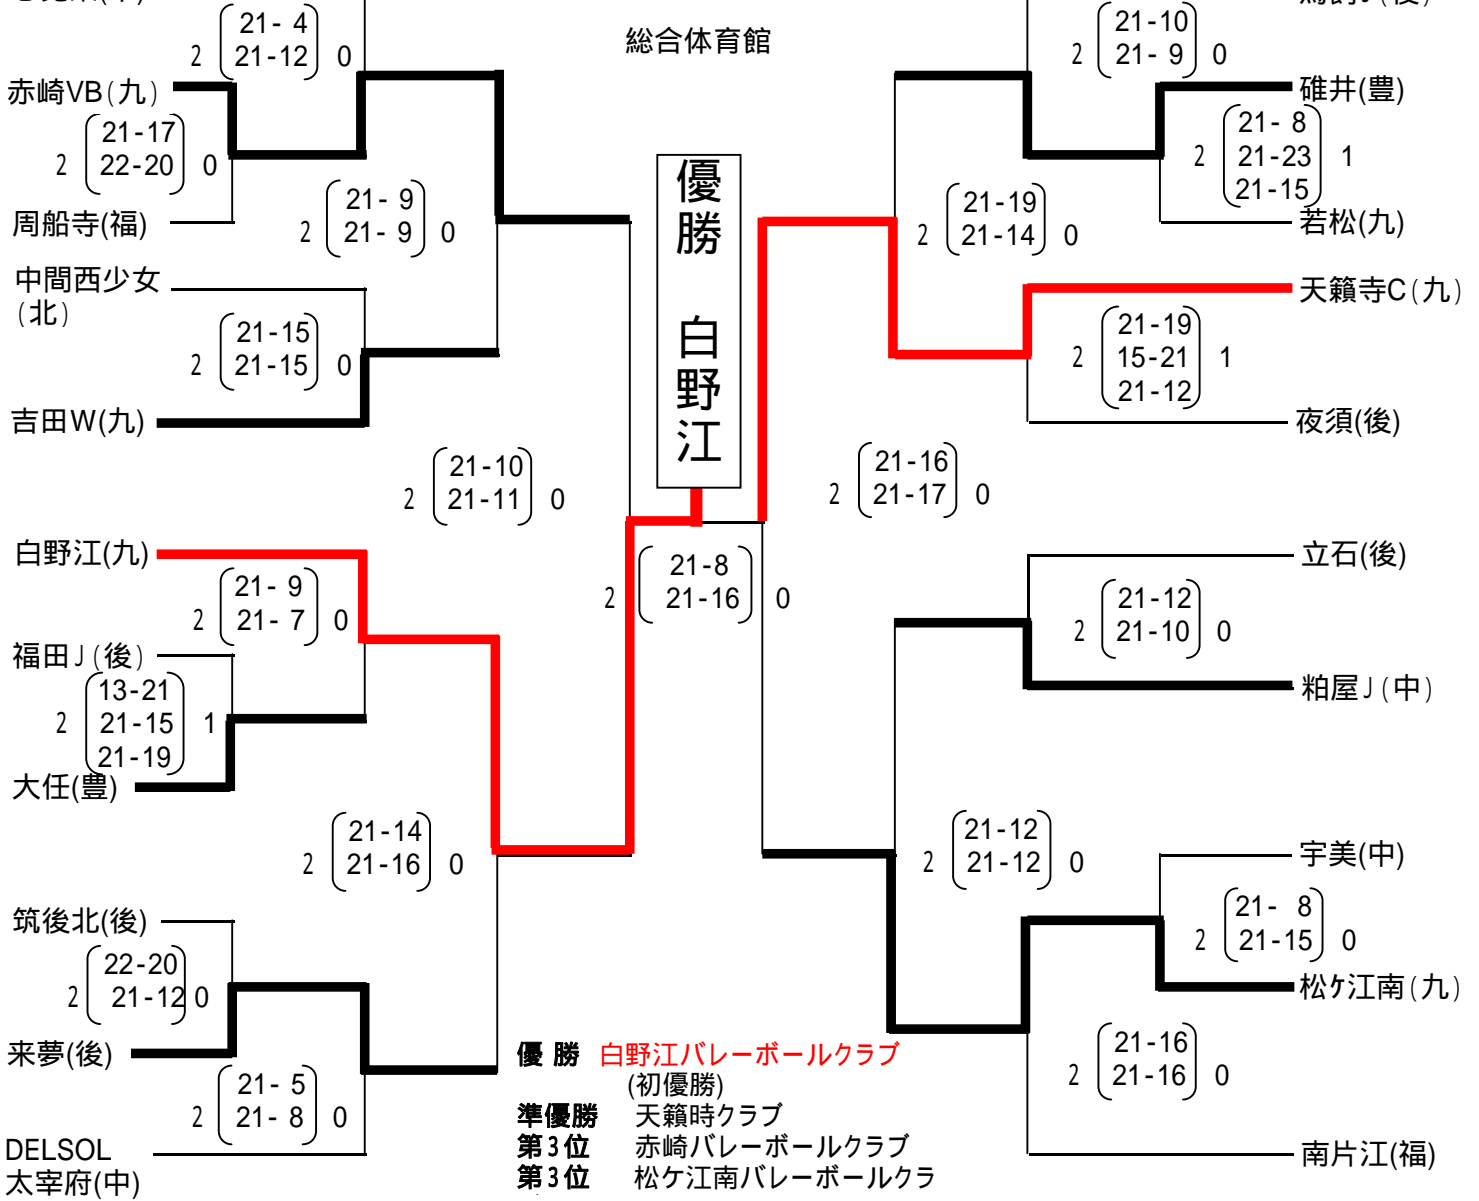 総合体育館
2 21- 4 0
21-12
赤崎VB(九)
2 21-17 0
22-20
周船寺(福)
2 21- 9 0
21- 9
中間西少女
(北)
2 21-15 0
21-15
吉田W(九)
2 21-10 0
21-11
白野江(九)
2 21- 9 0
21- 7
福田J(後)
2 13-21 1
21-15
21-19
大任(豊)
2 21-14 0
21-16
筑後北(後)
2 22-20 0
21-12
来夢(後)
2 21- 5 0
21- 8
DELSOL
太宰府(中)
優勝 白野江
2 21-8 0
21-16
2 21-10 0
21- 9
碓井(豊)
2 21- 8 1
21-23
21-15
若松(九)
2 21-19 0
21-14
天籟寺C(九)
2 21-19 1
15-21
21-12
夜須(後)
2 21-16 0
21-17
立石(後)
2 21-12 0
21-10
粕屋J(中)
2 21-12 0
21-12
宇美(中)
2 21- 8 0
21-15
松ケ江南(九)
2 21-16 0
21-16
南片江(福)
優 勝 白野江バレーボールクラブ
(初優勝)
準優勝 天籟時クラブ
第3位 赤崎バレーボールクラブ
第3位 松ケ江南バレーボールクラ